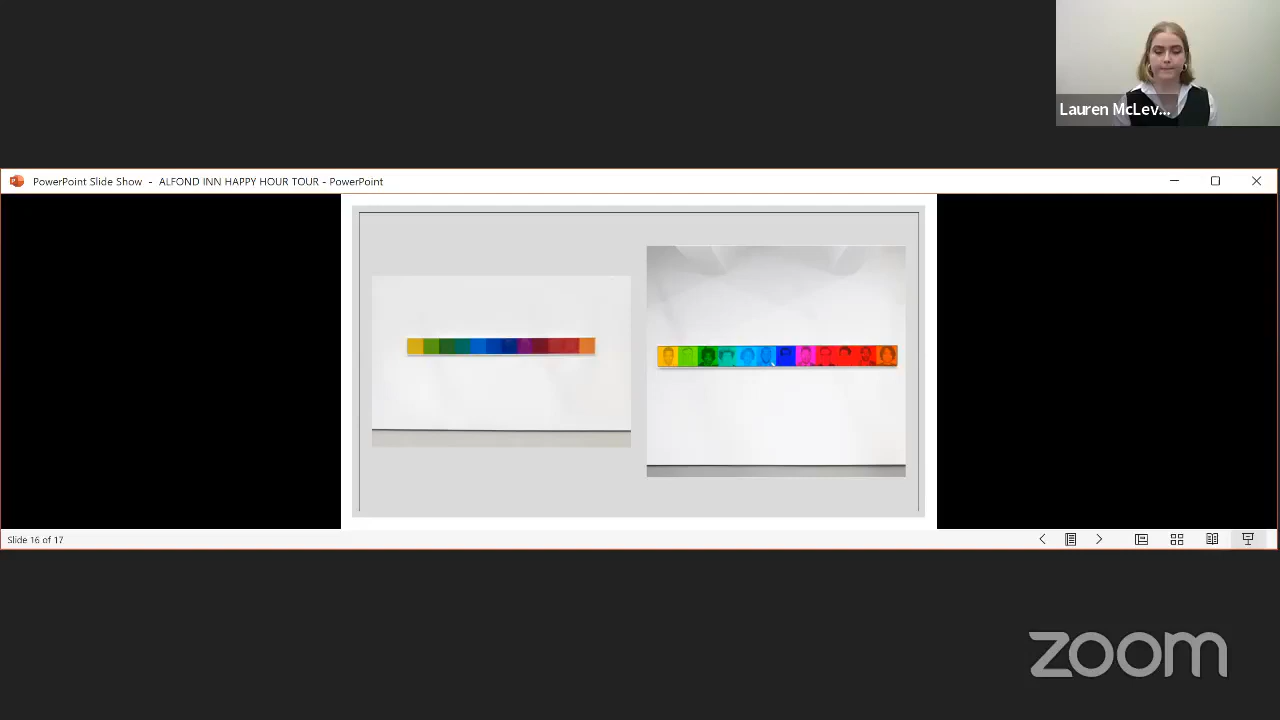 Lauren McLev...
PowerPoint Slide Show - ALFOND INN HAPPY HOUR TOUR - PowerPoint
Slide 16 of 17
zoom